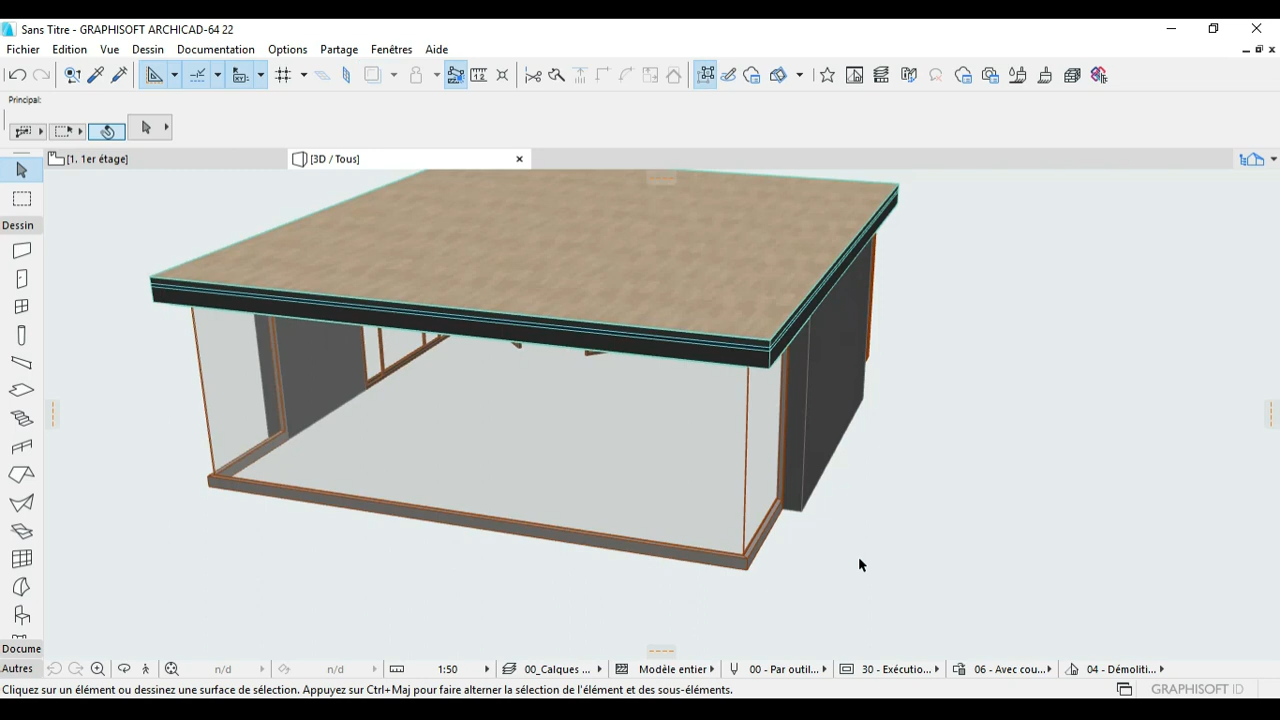 Sans Titre - GRAPHISOFT ARCHICAD-64 22
Fichier Edition Vue Dessin Documentation Options Partage Fenêtres Aide
Principal:
[1. 1er étage] [3D / Tous]
Dessin
Docume
Autres n/d n/d 1:50 00_Calques ... Modèle entier 00 - Par outil... 30 - Exécutio... 06 - Avec cou... 04 - Démoliti...
Cliquez sur un élément ou dessinez une surface de sélection. Appuyez sur Ctrl+Maj pour faire alterner la sélection de l'élément et des sous-éléments. GRAPHISOFT ID